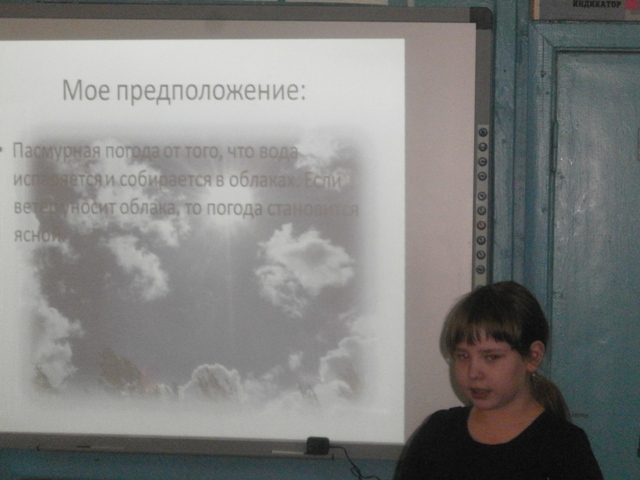 ИНДИКАТОР
Мое предположение:
• Пасмурная погода от того, что вода
испаряется и собирается в облаках. Если
ветер уносит облака, то погода становится
ясной.